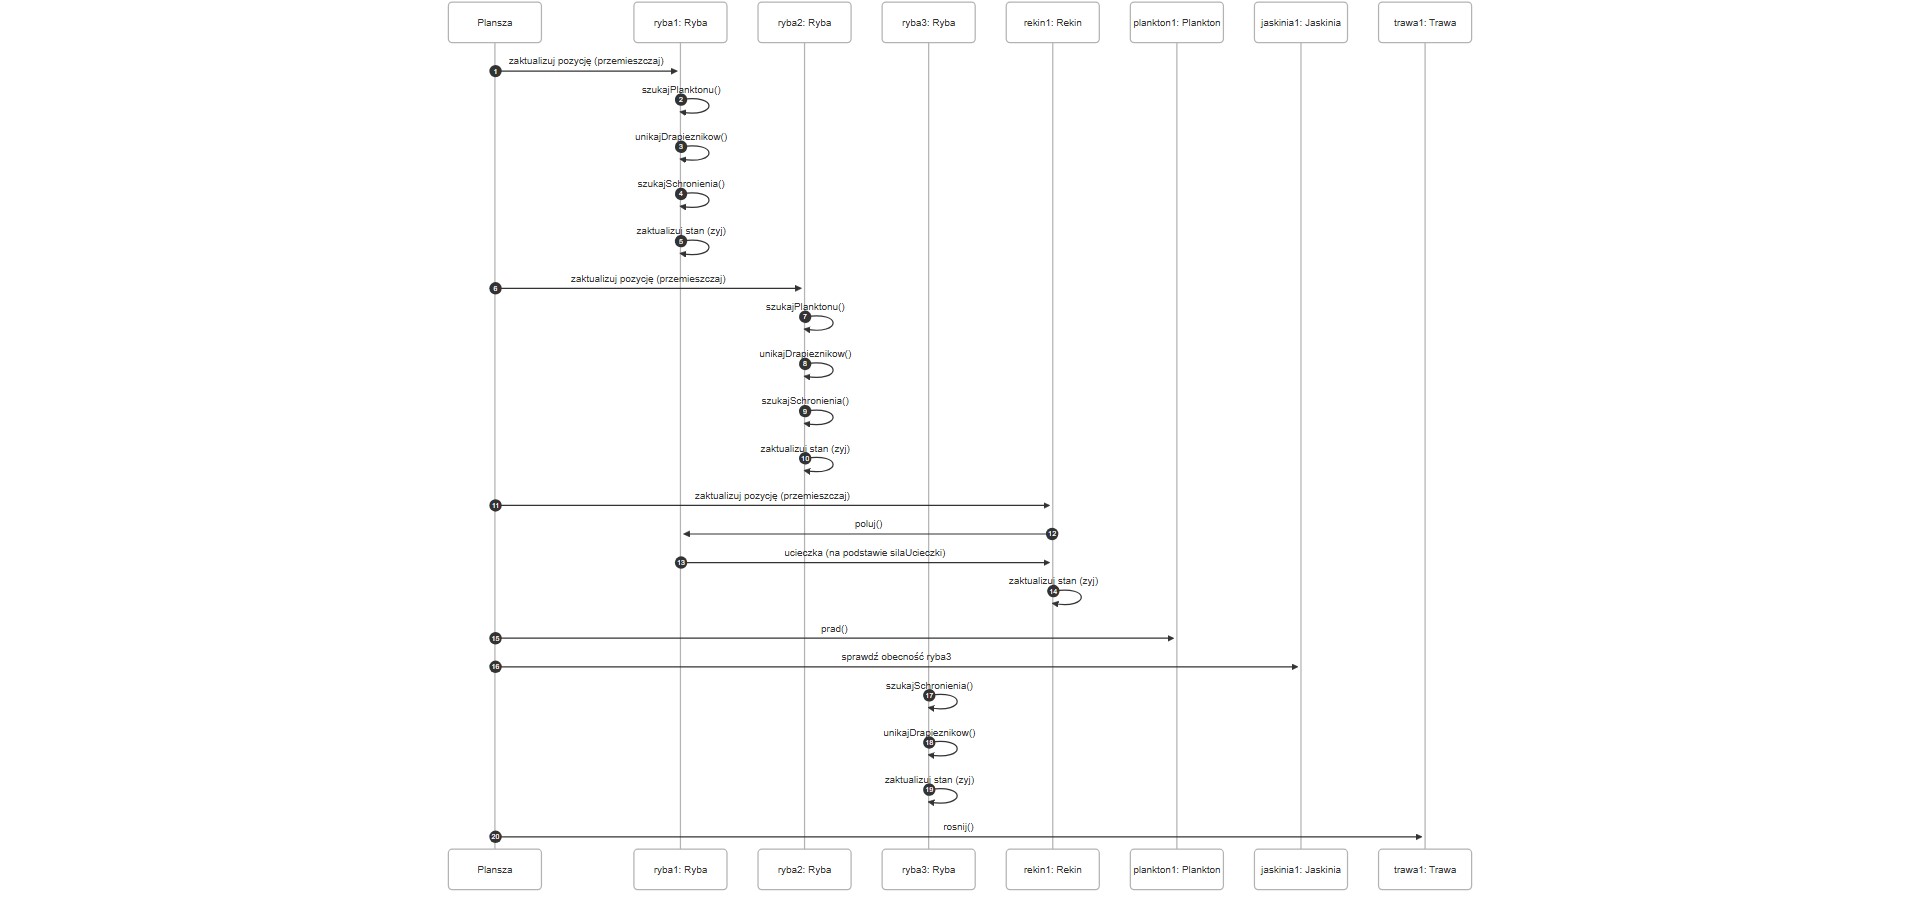 Plansza
ryba1: Ryba
ryba2: Ryba
ryba3: Ryba
rekin1: Rekin
plankton1: Plankton
jaskinia1: Jaskinia
trawa1: Trawa
zaktualizuj pozycję (przemieszczaj)
1
szukajPlanktonu()
2
unikajDrapieznikow()
3
szukajSchronienia()
4
zaktualizuj stan (zyj)
5
zaktualizuj pozycję (przemieszczaj)
6
szukajPlanktonu()
7
unikajDrapieznikow()
8
szukajSchronienia()
9
zaktualizuj stan (zyj)
10
zaktualizuj pozycję (przemieszczaj)
11
poluj()
12
ucieczka (na podstawie silaUcieczki)
13
zaktualizuj stan (zyj)
14
prad()
15
sprawdź obecność ryba3
16
szukajSchronienia()
17
unikajDrapieznikow()
18
zaktualizuj stan (zyj)
19
rosnij()
20
Plansza
ryba1: Ryba
ryba2: Ryba
ryba3: Ryba
rekin1: Rekin
plankton1: Plankton
jaskinia1: Jaskinia
trawa1: Trawa